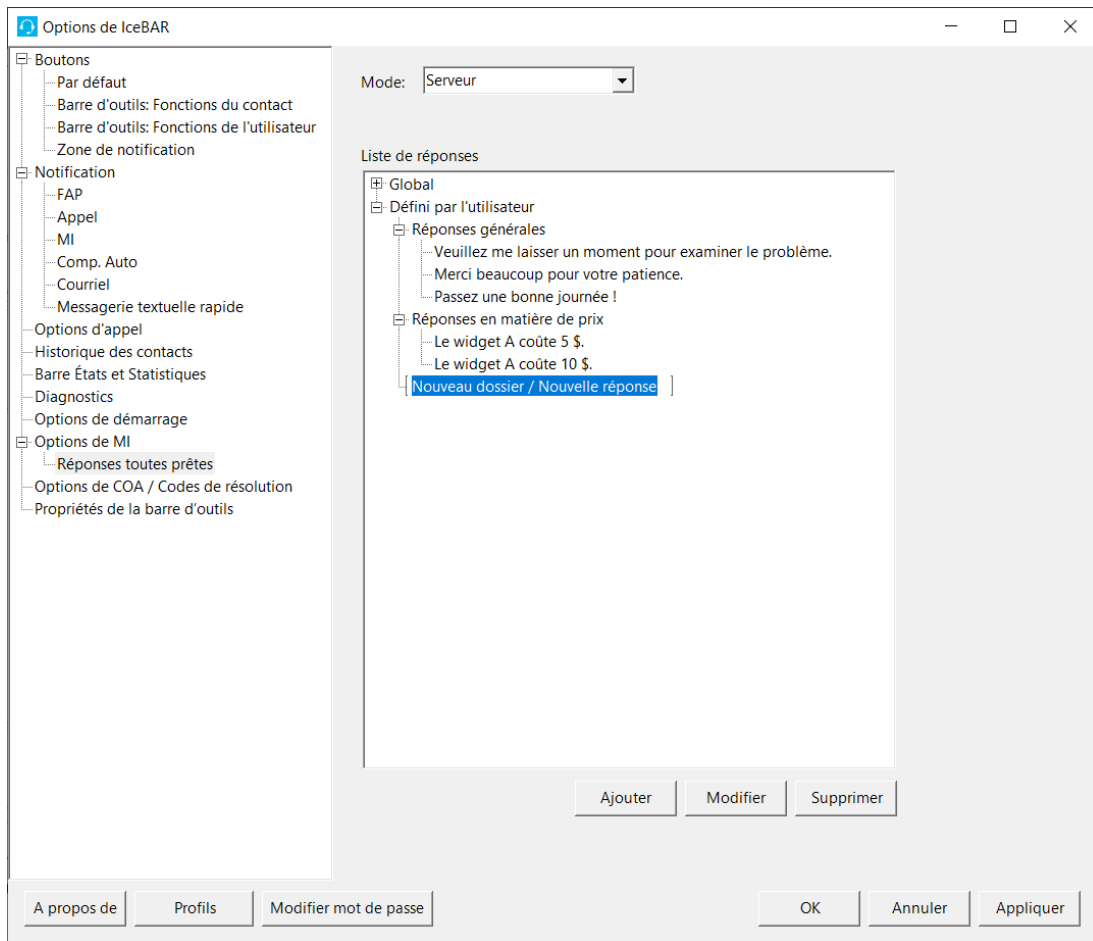 Options de IceBAR
Boutons
Par défaut
Barre d'outils: Fonctions du contact
Barre d'outils: Fonctions de l'utilisateur
Zone de notification
Notification
FAP
Appel
MI
Comp. Auto
Courriel
Messagerie textuelle rapide
Options d'appel
Historique des contacts
Barre États et Statistiques
Diagnostics
Options de démarrage
Options de MI
Réponses toutes prêtes
Options de COA / Codes de résolution
Propriétés de la barre d'outils
Mode: Serveur
Liste de réponses
Global
Défini par l'utilisateur
Réponses générales
Veuillez me laisser un moment pour examiner le problème.
Merci beaucoup pour votre patience.
Passez une bonne journée !
Réponses en matière de prix
Le widget A coûte 5 $.
Le widget A coûte 10 $.
Nouveau dossier / Nouvelle réponse
Ajouter Modifier Supprimer
A propos de Profils Modifier mot de passe OK Annuler Appliquer